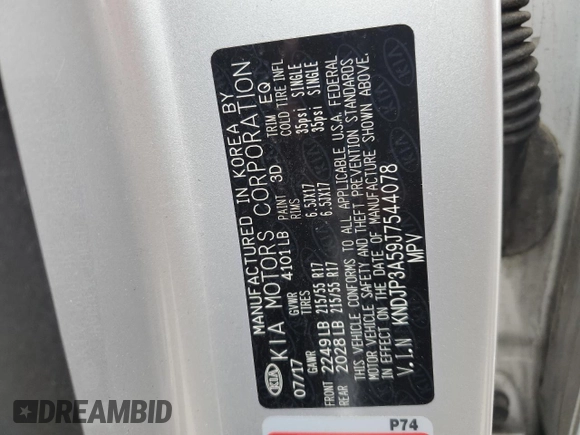 MANUFACTURED IN KOREA BY
KIA KIA MOTORS CORPORATION
07/17 GVWR 4101LB PAINT 3D TRIM EQ
GAWR TIRES RIMS COLD TIRE INFL
FRONT 2249LB 215/55 R17 6.5JX17 35psi SINGLE
REAR 2028LB 215/55 R17 6.5JX17 35psi SINGLE
THIS VEHICLE CONFORMS TO ALL APPLICABLE U.S.A. FEDERAL
MOTOR VEHICLE SAFETY AND THEFT PREVENTION STANDARDS
IN EFFECT ON THE DATE OF MANUFACTURE SHOWN ABOVE.
V.I.N KNDJP3A59J7544078
MPV
P74
DREAMBID